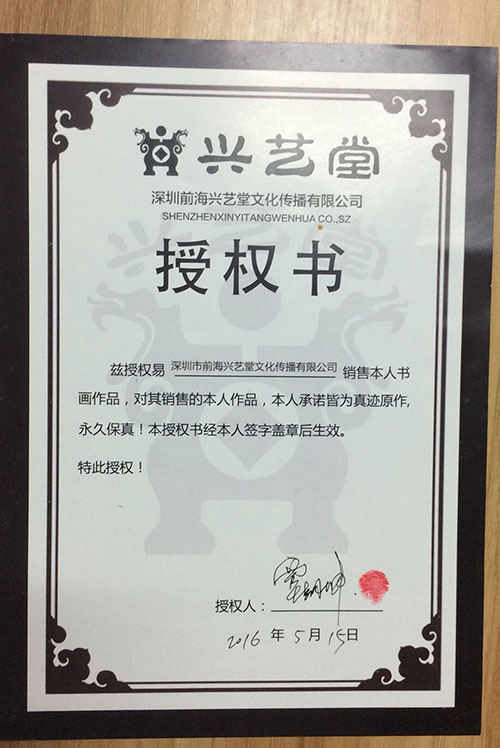 兴艺堂
深圳前海兴艺堂文化传播有限公司
SHENZHENXINYITANGWENHUA CO.,SZ
授权书
兹授权易 深圳市前海兴艺堂文化传播有限公司 销售本人书
画作品，对其销售的本人作品，本人承诺皆为真迹原作，
永久保真！本授权书经本人签字盖章后生效。
特此授权！
授权人：
2016 年 5 月 15日